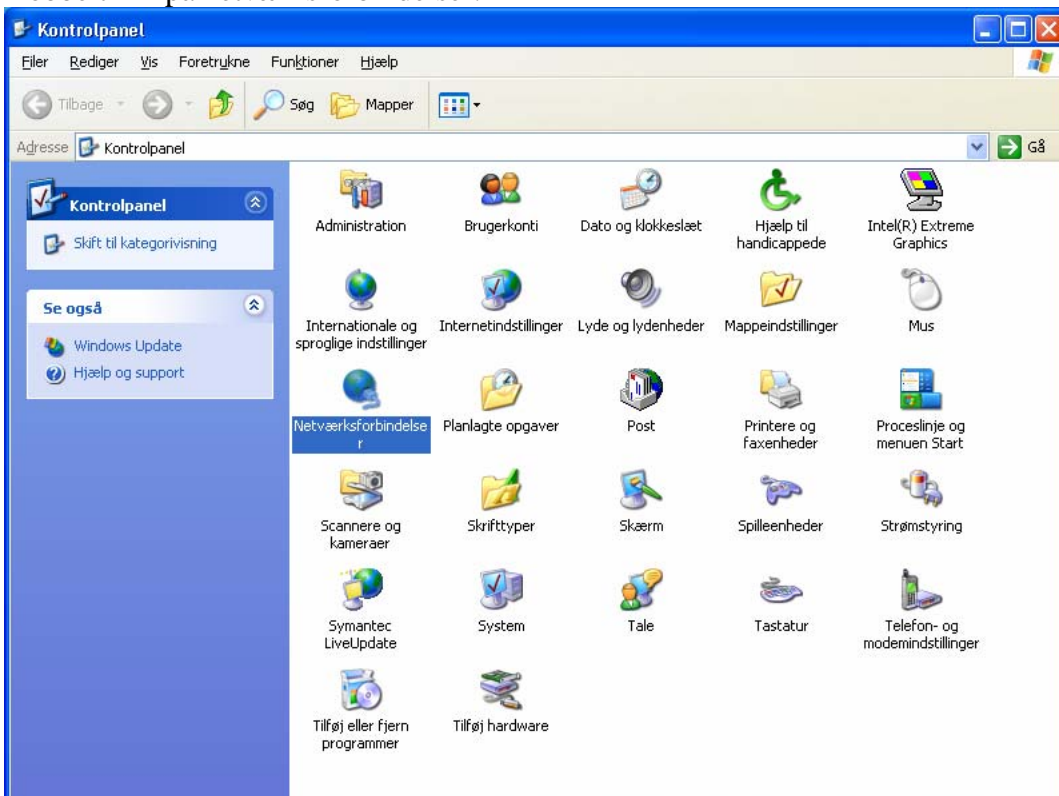 Kontrolpanel
Filer Rediger Vis Foretrukne Funktioner Hjælp
Tilbage Søg Mapper
Adresse Kontrolpanel Gå
Kontrolpanel
Skift til kategorivisning
Se også
Windows Update
Hjælp og support
Administration Brugerkonti Dato og klokkeslæt Hjælp til Intel(R) Extreme
handicappede Graphics
Internationale og Internetindstillinger Lyde og lydenheder Mappeindstillinger Mus
sproglige indstillinger
Netværksforbindelse Planlagte opgaver Post Printere og Proceslinje og
r faxenheder menuen Start
Scannere og Skrifttyper Skærm Spilleenheder Strømstyring
kameraer
Symantec System Tale Tastatur Telefon- og
LiveUpdate modemindstillinger
Tilføj eller fjern Tilføj hardware
programmer